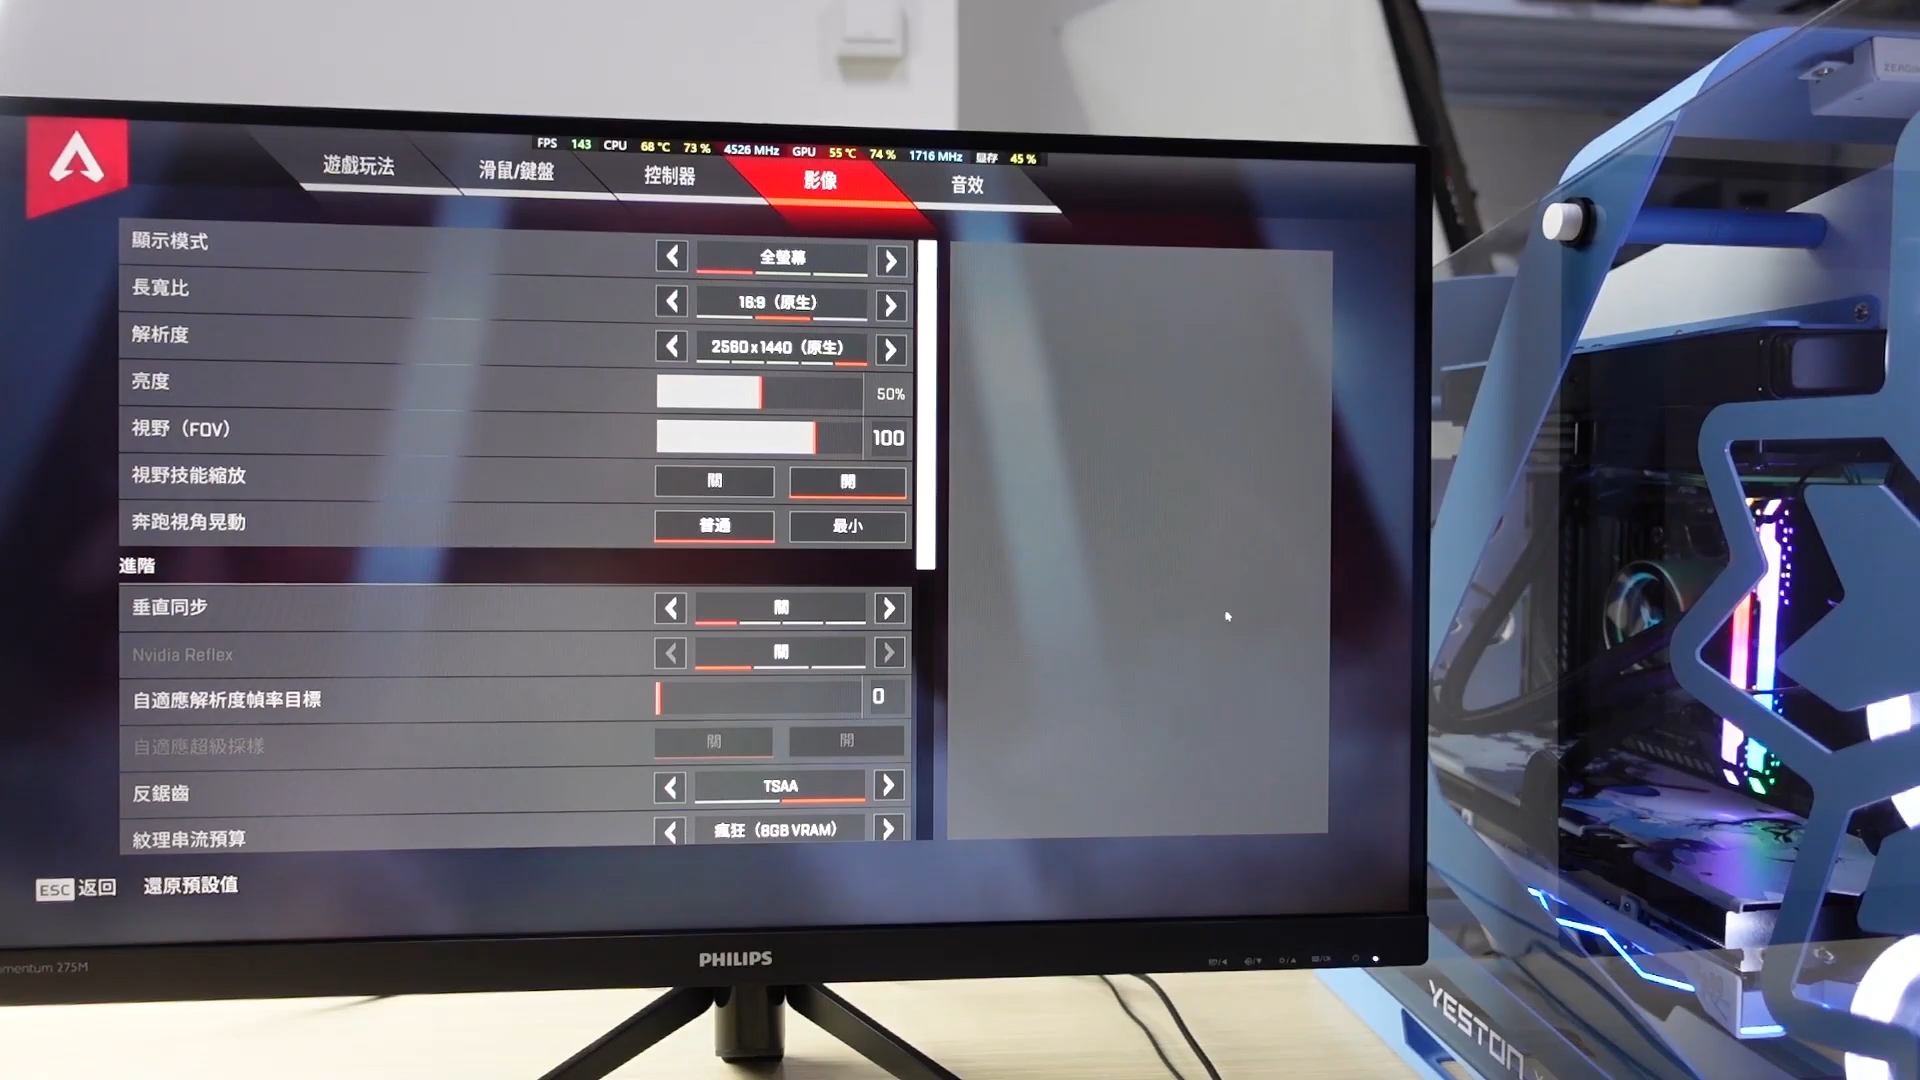 FPS 143 CPU 68 °C 73 % 4526 MHz GPU 55 °C 74 % 1716 MHz 显存 45 %
遊戲玩法 滑鼠/鍵盤 控制器 影像 音效
顯示模式 全螢幕
長寬比 16:9（原生）
解析度 2560 x 1440（原生）
亮度 50%
視野（FOV） 100
視野技能縮放 關 開
奔跑視角晃動 普通 最小
進階
垂直同步 關
Nvidia Reflex 關
自適應解析度幀率目標 0
自適應超級採樣 關 開
反鋸齒 TSAA
紋理串流預算 瘋狂（8GB VRAM）
ESC 返回 還原預設值
PHILIPS
mentum 275M
YESTON